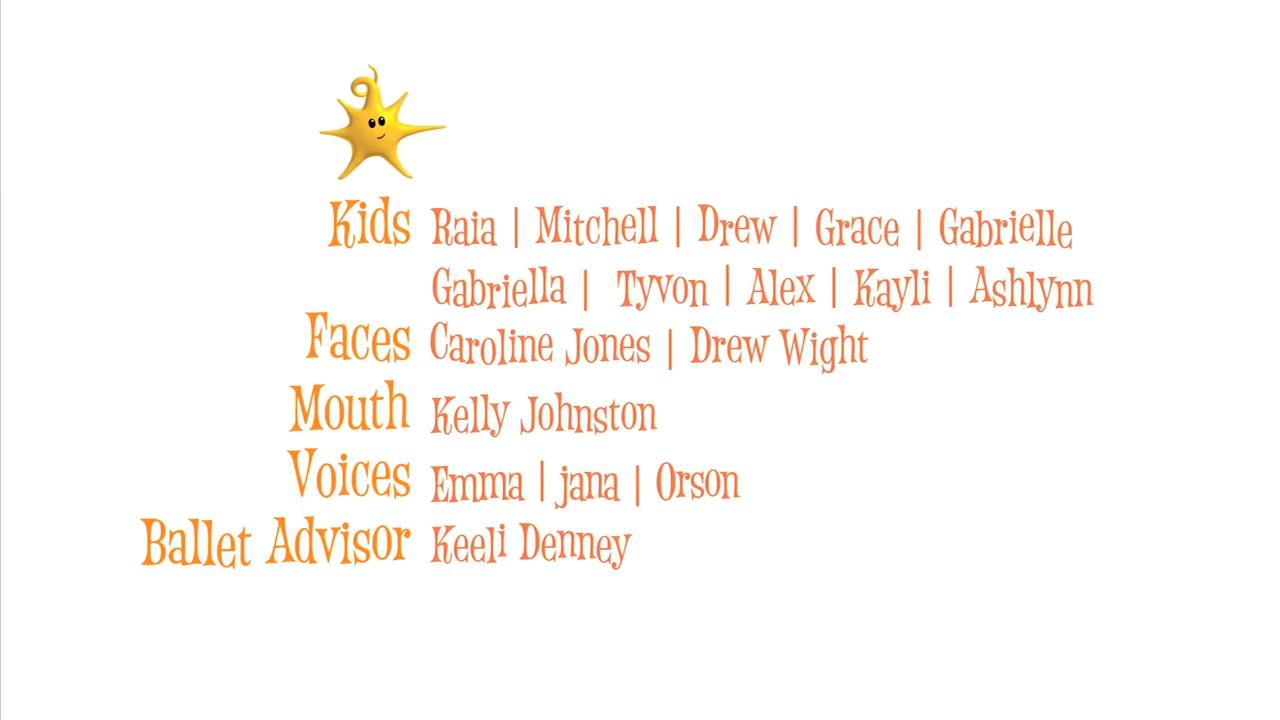 Kids Raia | Mitchell | Drew | Grace | Gabrielle
Gabriella | Tyvon | Alex | Kayli | Ashlynn
Faces Caroline Jones | Drew Wight
Mouth Kelly Johnston
Voices Emma | jana | Orson
Ballet Advisor Keeli Denney